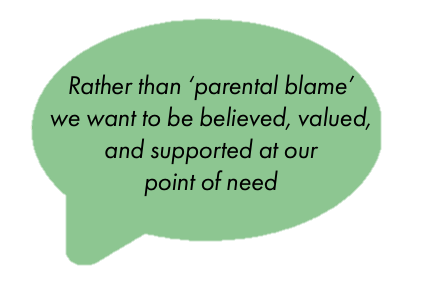 Rather than ‘parental blame’
we want to be believed, valued,
and supported at our
point of need